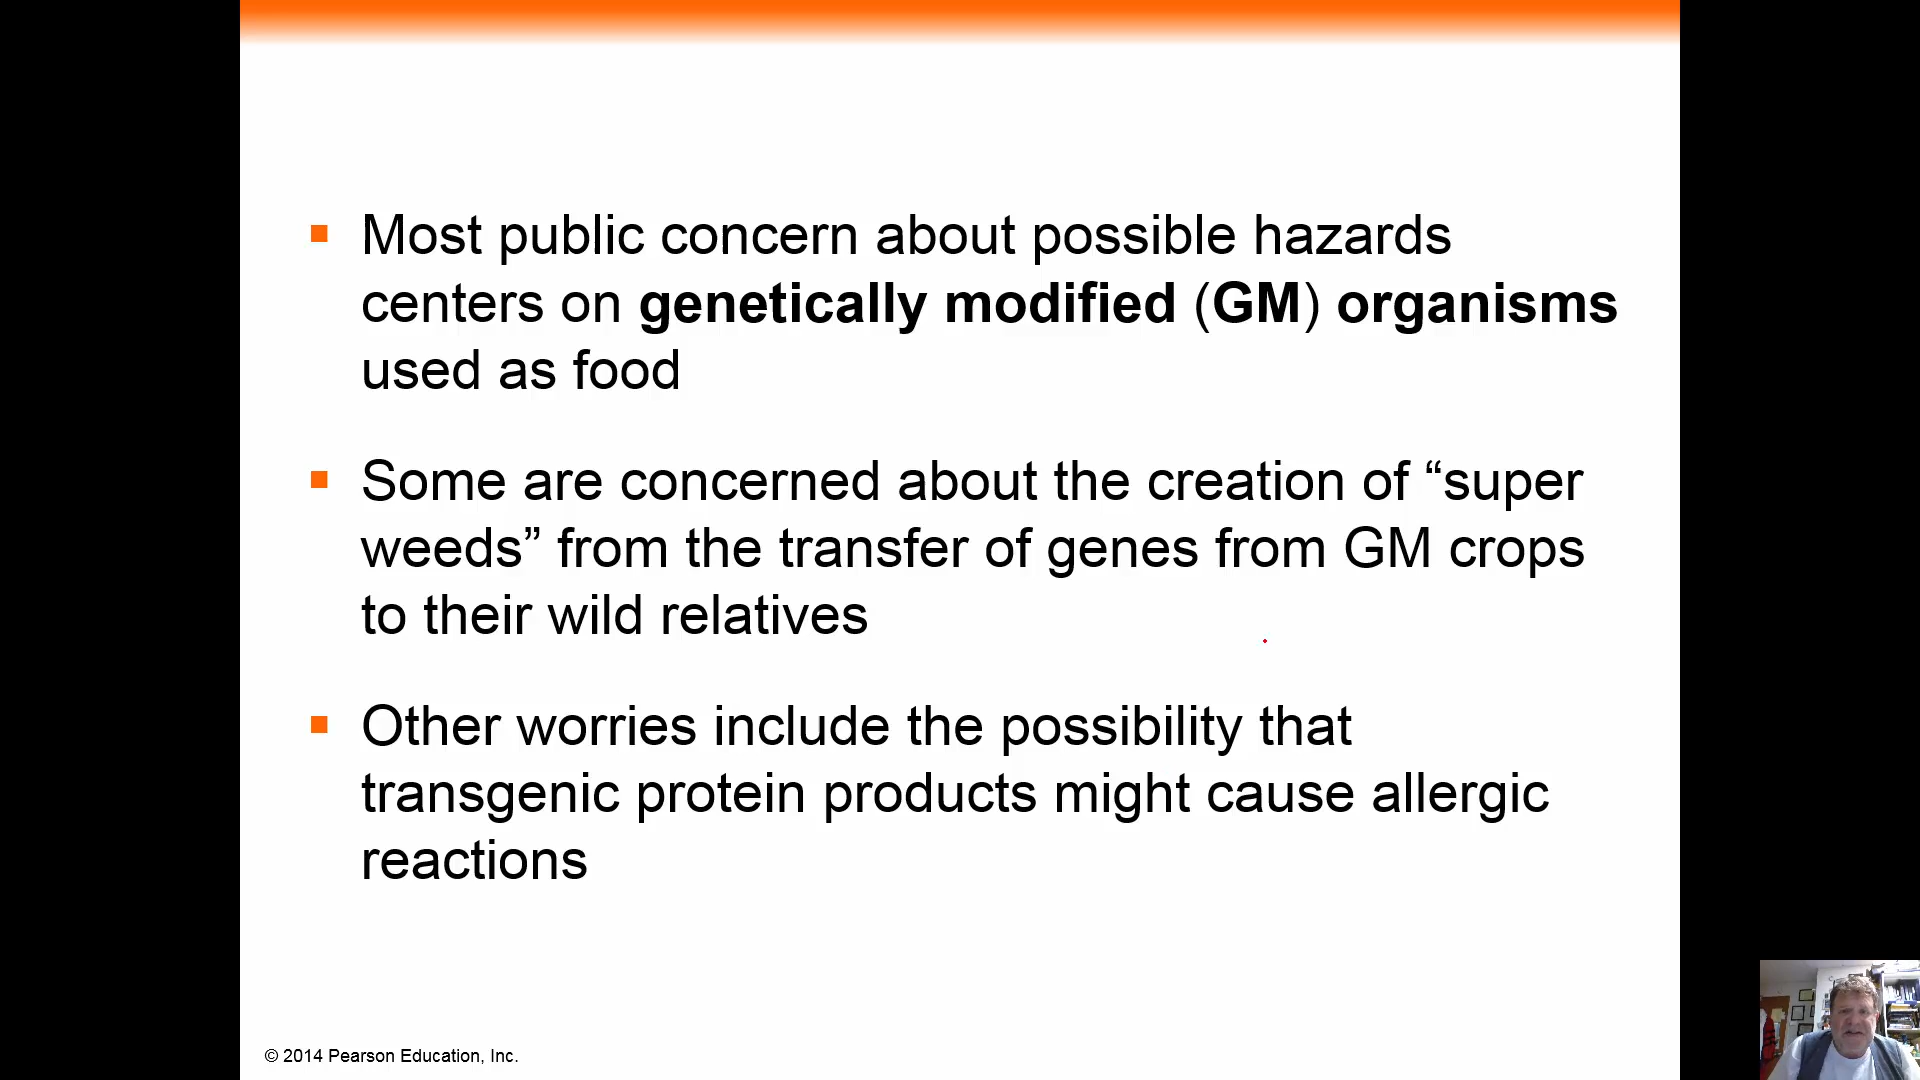 Most public concern about possible hazards
centers on genetically modified (GM) organisms
used as food
Some are concerned about the creation of “super
weeds” from the transfer of genes from GM crops
to their wild relatives
Other worries include the possibility that
transgenic protein products might cause allergic
reactions
© 2014 Pearson Education, Inc.